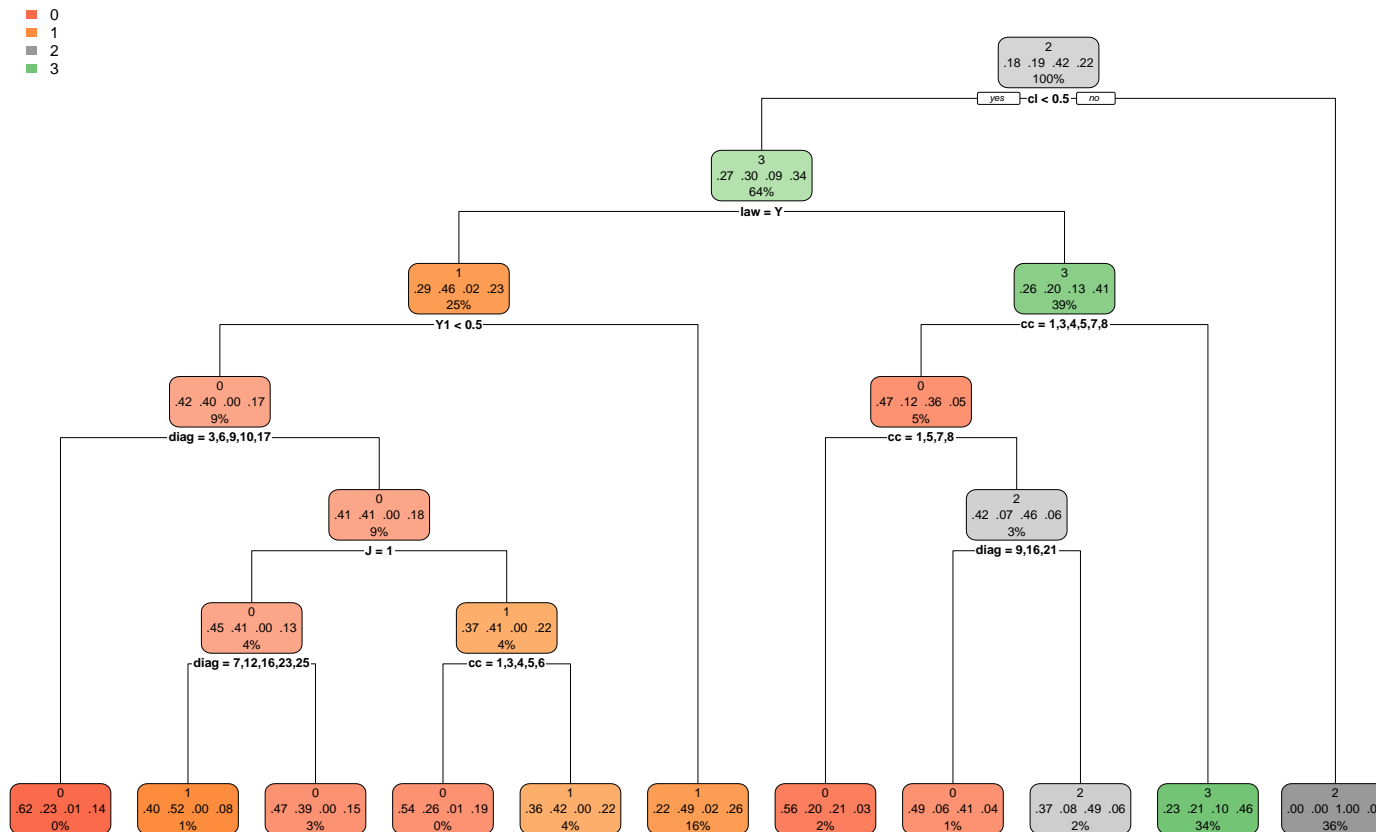 0
1
2
3
2
.18 .19 .42 .22
100%
yes cl < 0.5 no
3
.27 .30 .09 .34
64%
law = Y
1
.29 .46 .02 .23
25%
3
.26 .20 .13 .41
39%
Y1 < 0.5
cc = 1,3,4,5,7,8
0
.42 .40 .00 .17
9%
0
.47 .12 .36 .05
5%
diag = 3,6,9,10,17
cc = 1,5,7,8
0
.41 .41 .00 .18
9%
2
.42 .07 .46 .06
3%
J = 1
diag = 9,16,21
0
.45 .41 .00 .13
4%
1
.37 .41 .00 .22
4%
diag = 7,12,16,23,25
cc = 1,3,4,5,6
0
.62 .23 .01 .14
0%
1
.40 .52 .00 .08
1%
0
.47 .39 .00 .15
3%
0
.54 .26 .01 .19
0%
1
.36 .42 .00 .22
4%
1
.22 .49 .02 .26
16%
0
.56 .20 .21 .03
2%
0
.49 .06 .41 .04
1%
2
.37 .08 .49 .06
2%
3
.23 .21 .10 .46
34%
2
.00 .00 1.00
36%